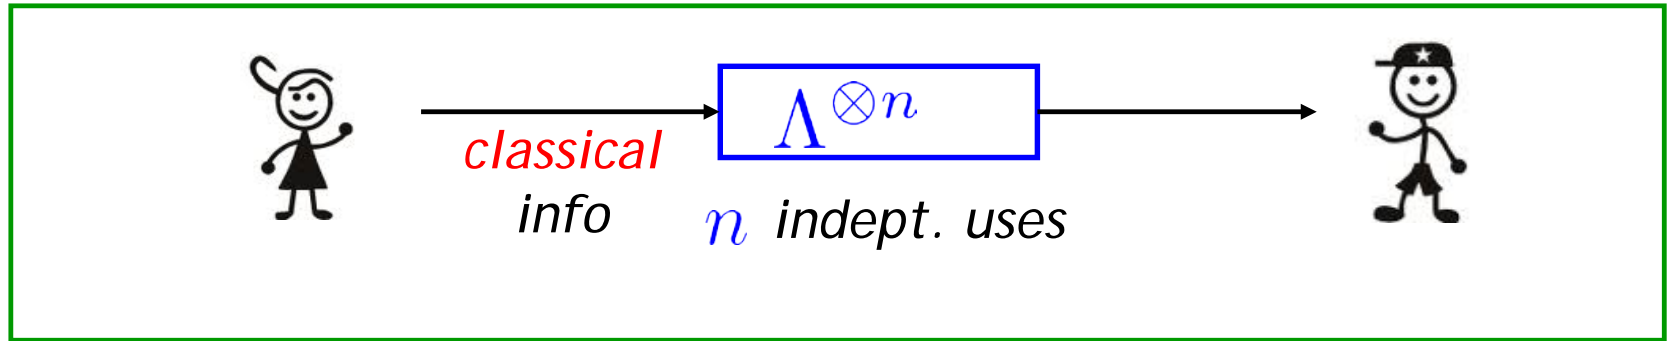 Λ⊗n
classical
info
n indept. uses